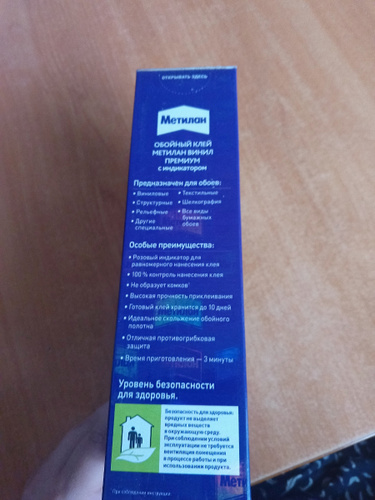 ОТКРЫВАТЬ ЗДЕСЬ
Метилан
ОБОЙНЫЙ КЛЕЙ
МЕТИЛАН ВИНИЛ
ПРЕМИУМ
С ИНДИКАТОРОМ
Предназначен для обоев:
• Виниловые • Текстильные
• Структурные • Шелкография
• Рельефные • Все виды
бумажных
обоев
• Другие
специальные
Особые преимущества:
• Розовый индикатор для
равномерного нанесения клея
• 100% контроль нанесения клея
• Не образует комков
• Высокая прочность приклеивания
• Готовый клей хранится до 10 дней
• Идеальное скольжение обойного
полотна
• Отличная противогрибковая
защита
• Время приготовления — 3 минуты
Уровень безопасности
для здоровья.
Безопасность для здоровья:
продукт не выделяет
вредных веществ
в окружающую среду.
При соблюдении условий
эксплуатации не требуется
вентиляция помещения
в процессе работы и при
использовании продукта.
При соблюдении инструкции